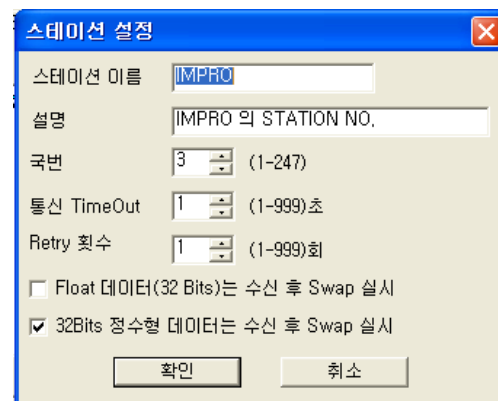 스테이션 설정
스테이션 이름 IMPRO
설명 IMPRO 의 STATION NO,
국번 3 (1-247)
통신 TimeOut 1 (1-999)초
Retry 횟수 1 (1-999)회
Float 데이터(32 Bits)는 수신 후 Swap 실시
32Bits 정수형 데이터는 수신 후 Swap 실시
확인 취소